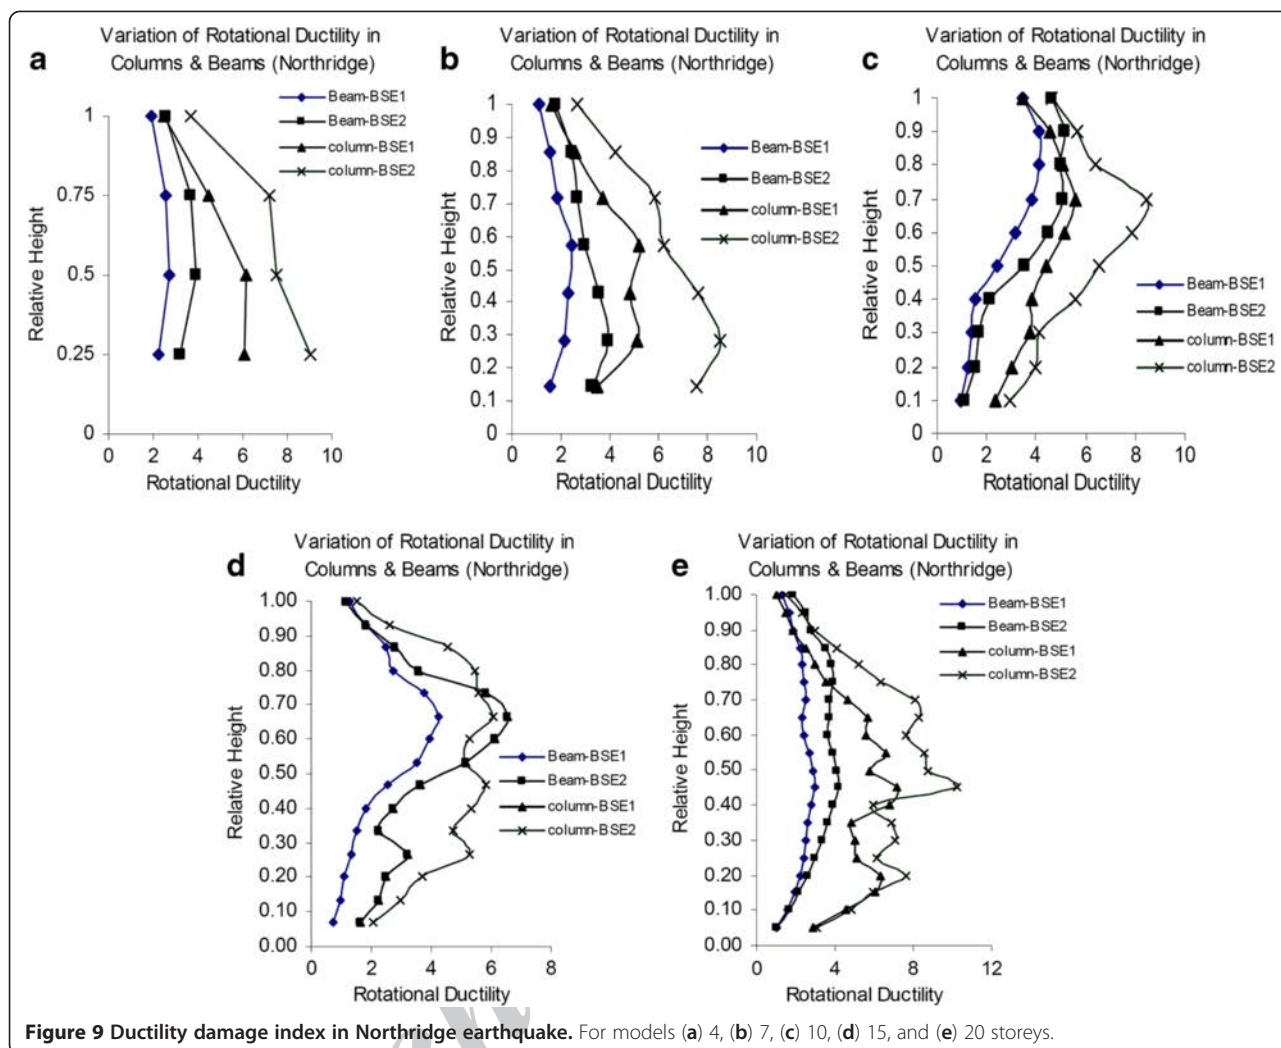 a
Variation of Rotational Ductility in
Columns & Beams (Northridge)
Beam-BSE1
Beam-BSE2
column-BSE1
column-BSE2
1
0.75
0.5
0.25
0
Relative Height
0 2 4 6 8 10
Rotational Ductility
b
Variation of Rotational Ductility in
Columns & Beams (Northridge)
Beam-BSE1
Beam-BSE2
column-BSE1
column-BSE2
1
0.9
0.8
0.7
0.6
0.5
0.4
0.3
0.2
0.1
0
Relative Height
0 2 4 6 8 10
Rotational Ductility
c
Variation of Rotational Ductility in
Columns & Beams (Northridge)
Beam-BSE1
Beam-BSE2
column-BSE1
column-BSE2
1
0.9
0.8
0.7
0.6
0.5
0.4
0.3
0.2
0.1
0
Relative Height
0 2 4 6 8 10
Rotational Ductility
d
Variation of Rotational Ductility in
Columns & Beams (Northridge)
Beam-BSE1
Beam-BSE2
column-BSE1
column-BSE2
1.00
0.90
0.80
0.70
0.60
0.50
0.40
0.30
0.20
0.10
0.00
Relative Height
0 2 4 6 8
Rotational Ductility
e
Variation of Rotational Ductility in
Columns & Beams (Northridge)
Beam-BSE1
Beam-BSE2
column-BSE1
column-BSE2
1.00
0.90
0.80
0.70
0.60
0.50
0.40
0.30
0.20
0.10
0.00
Relative Height
0 4 8 12
Rotational Ductility
Figure 9 Ductility damage index in Northridge earthquake. For models (a) 4, (b) 7, (c) 10, (d) 15, and (e) 20 storeys.